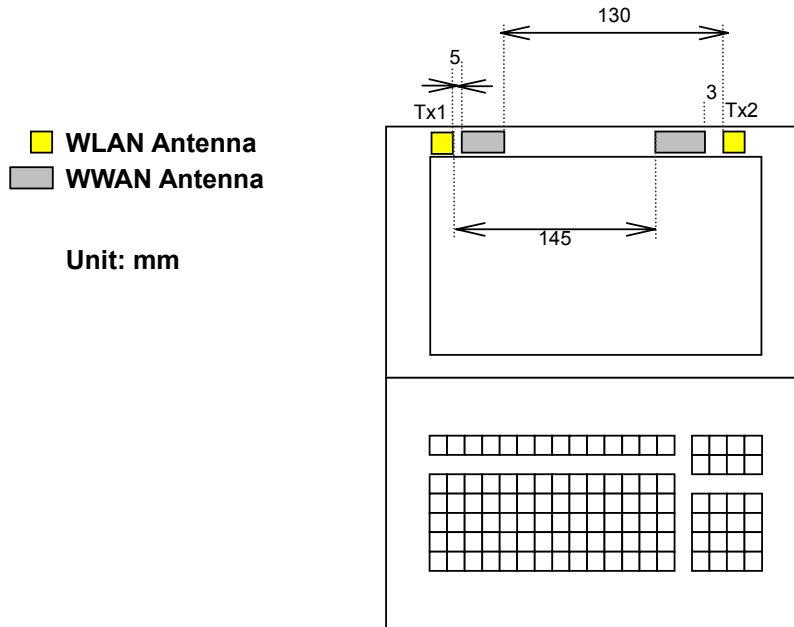 130
5
3
Tx1
Tx2
WLAN Antenna
WWAN Antenna
145
Unit: mm